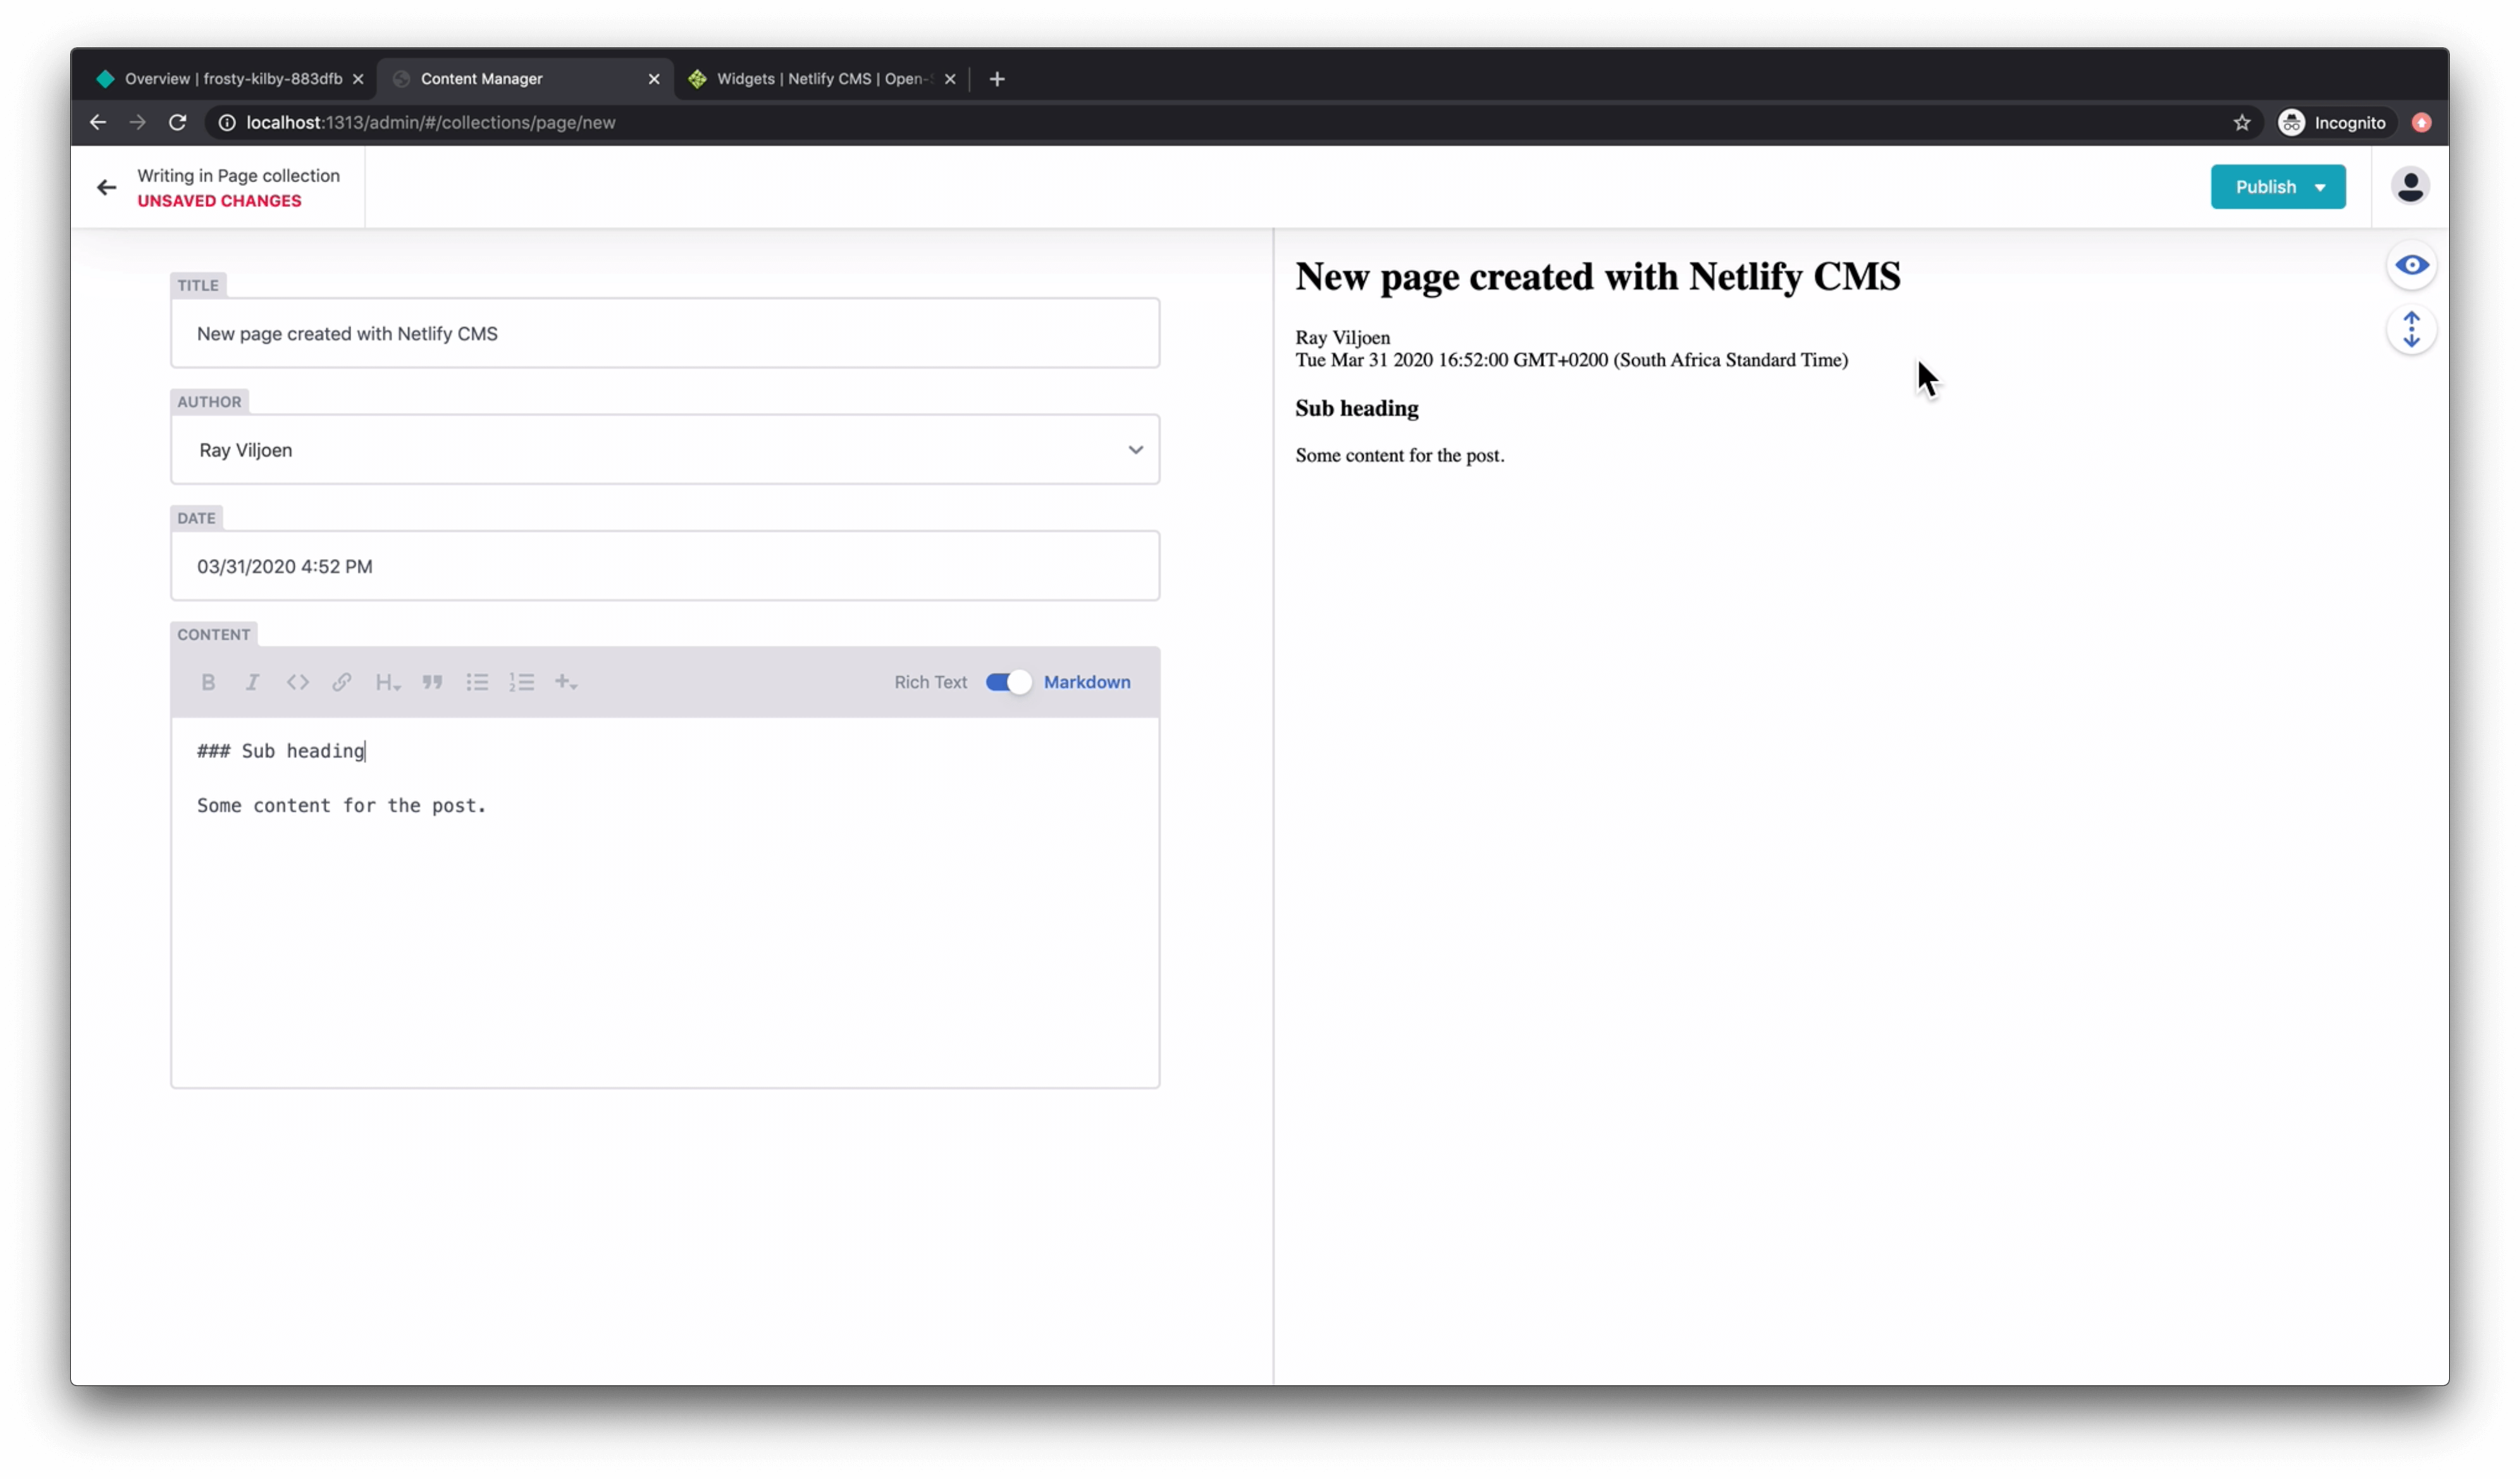 Overview | frosty-kilby-883dfb
Content Manager
Widgets | Netlify CMS | Open-
localhost:1313/admin/#/collections/page/new
Incognito
Writing in Page collection
UNSAVED CHANGES
Publish
TITLE
New page created with Netlify CMS
AUTHOR
Ray Viljoen
DATE
03/31/2020 4:52 PM
CONTENT
B I <> H
Rich Text Markdown
### Sub heading
Some content for the post.
New page created with Netlify CMS
Ray Viljoen
Tue Mar 31 2020 16:52:00 GMT+0200 (South Africa Standard Time)
Sub heading
Some content for the post.